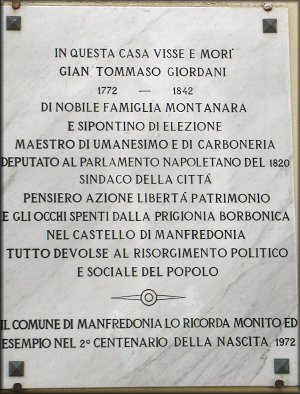 IN QUESTA CASA VISSE E MORÍ
GIAN TOMMASO GIORDANI
1772 — 1842
DI NOBILE FAMIGLIA MONTANARA
E SIPONTINO DI ELEZIONE
MAESTRO DI UMANESIMO E DI CARBONERIA
DEPUTATO AL PARLAMENTO NAPOLETANO DEL 1820
SINDACO DELLA CITTÁ
PENSIERO AZIONE LIBERTÁ PATRIMONIO
E GLI OCCHI SPENTI DALLA PRIGIONIA BORBONICA
NEL CASTELLO DI MANFREDONIA
TUTTO DEVOLSE AL RISORGIMENTO POLITICO
E SOCIALE DEL POPOLO
IL COMUNE DI MANFREDONIA LO RICORDA MONITO ED
ESEMPIO NEL 2° CENTENARIO DELLA NASCITA 1972